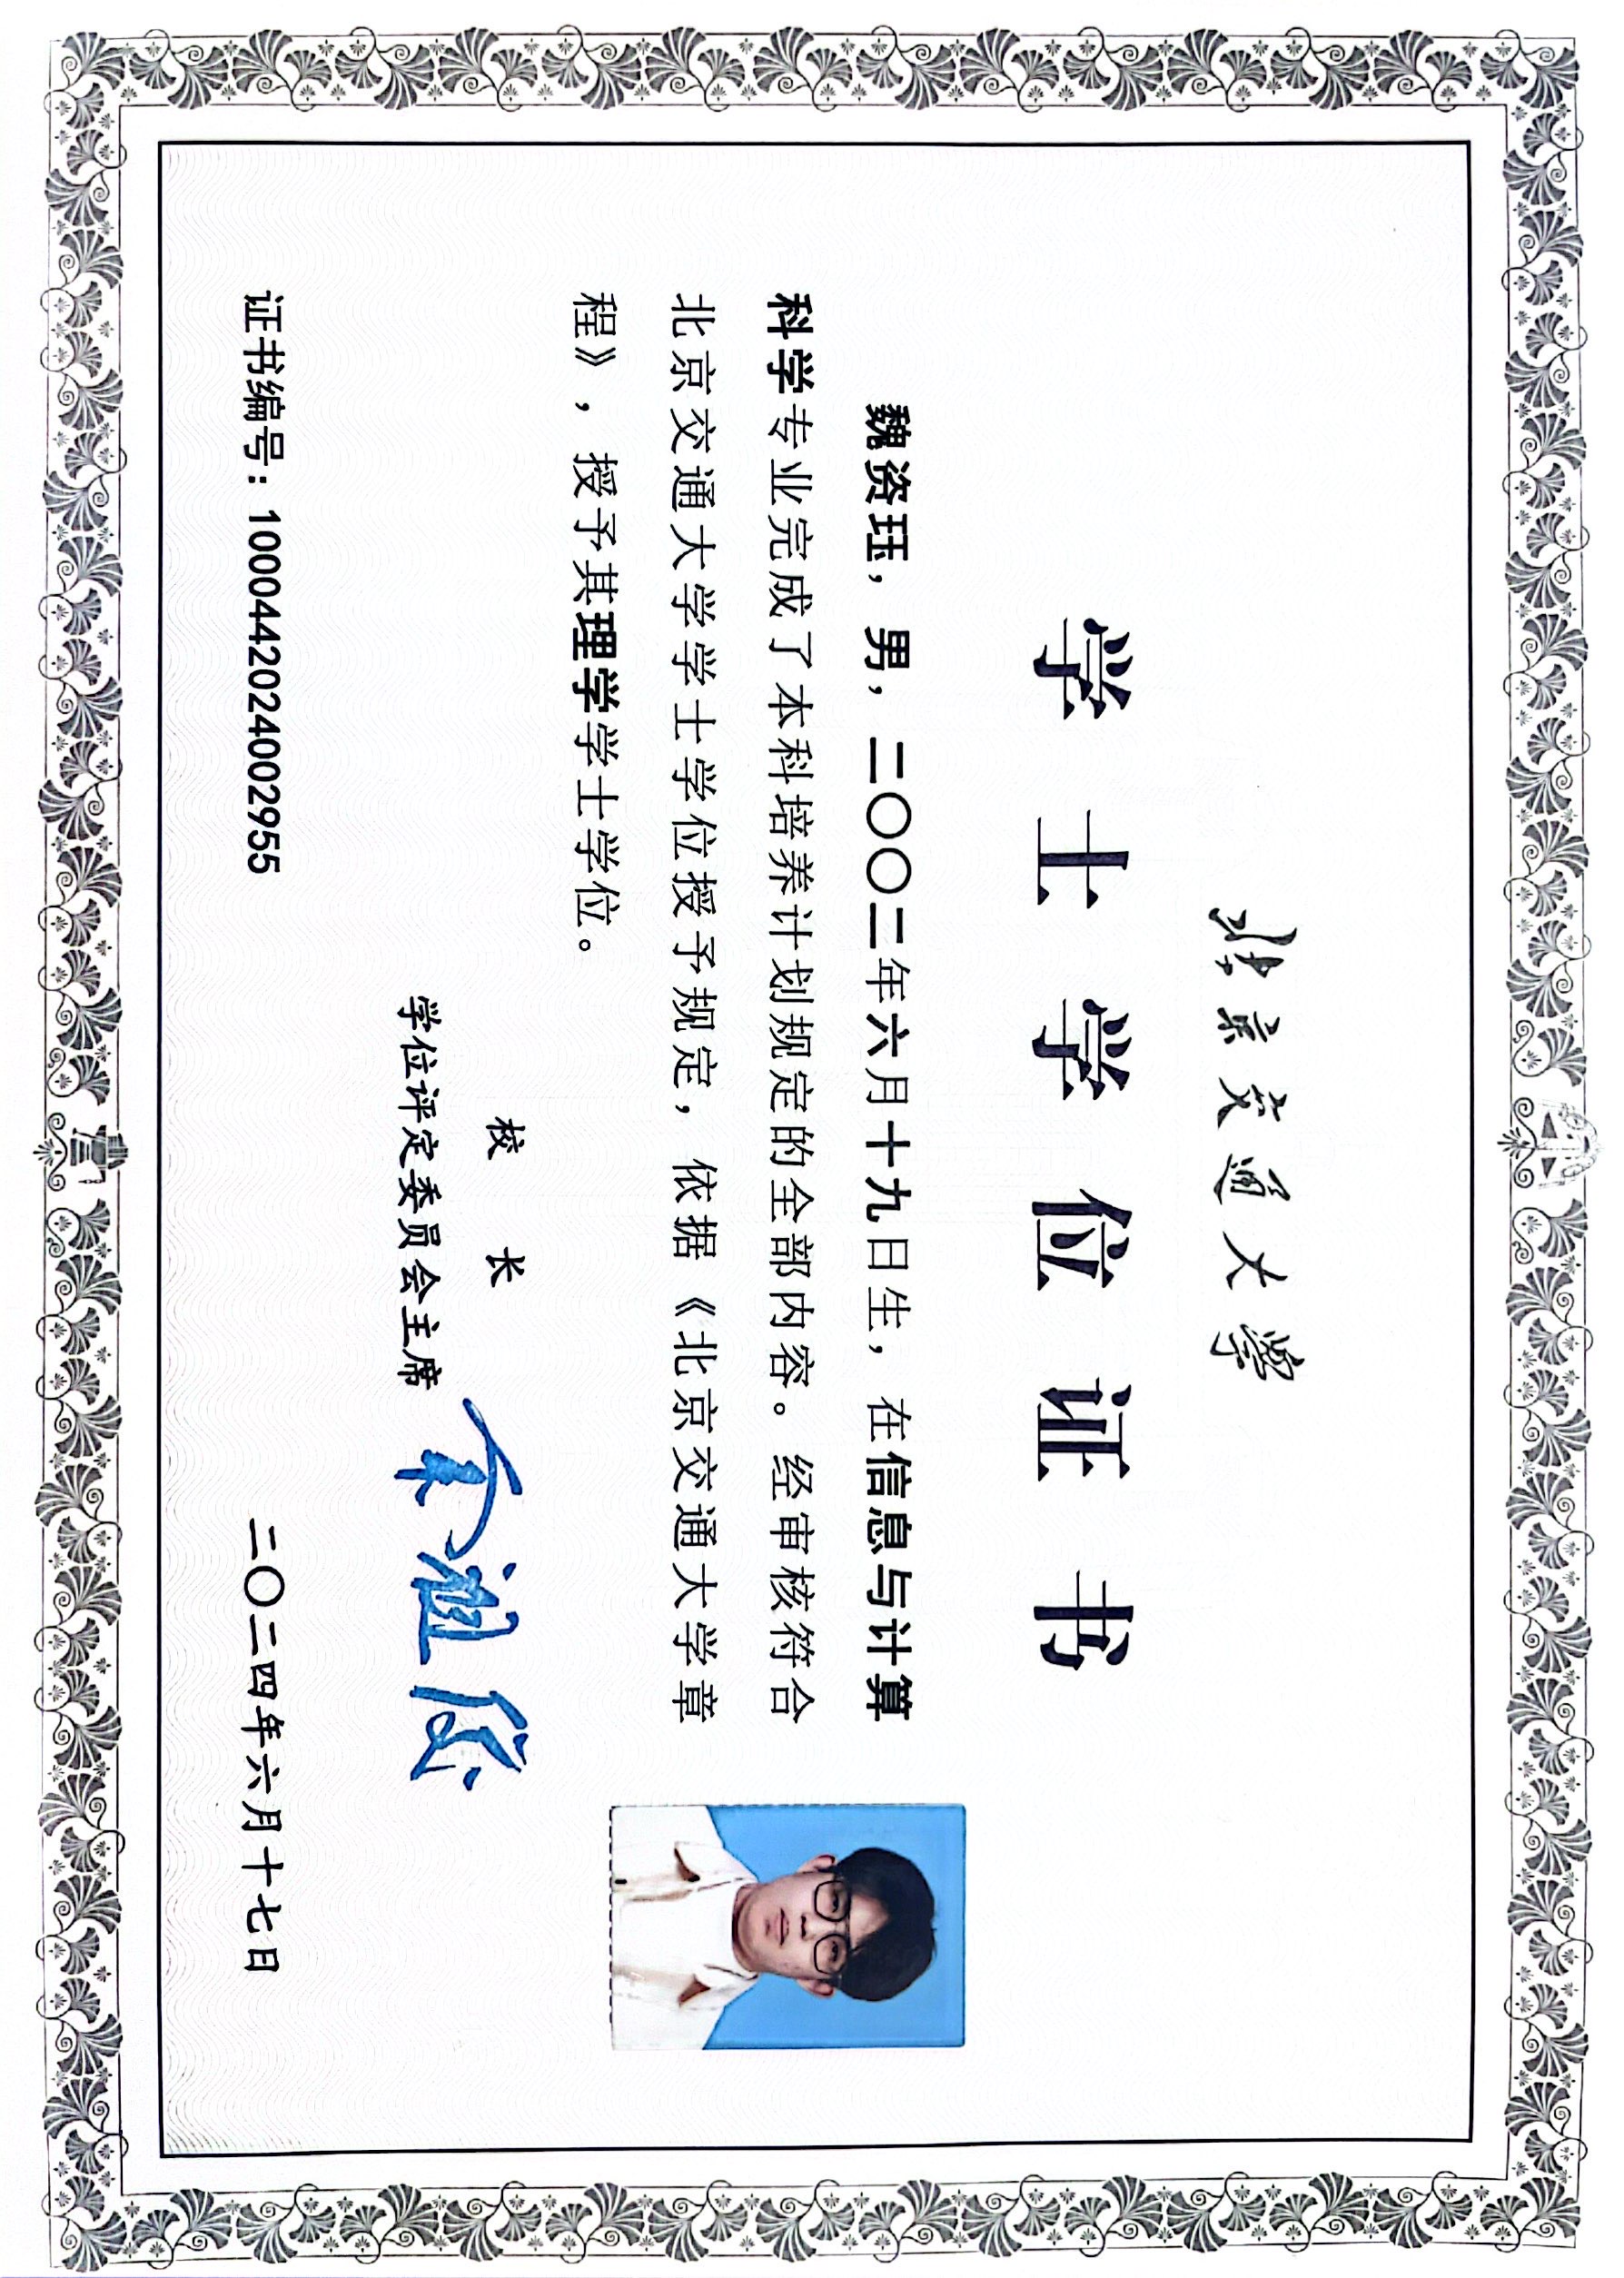 北京交通大学
学士学位证书
魏资珏，男，二〇〇二年六月十九日生，在信息与计算
科学专业完成了本科培养计划规定的全部内容。经审核符合
北京交通大学学士学位授予规定，依据《北京交通大学章
程》，授予其理学学士学位。
校长
学位评定委员会主席
证书编号：1000442024002955
二〇二四年六月十七日